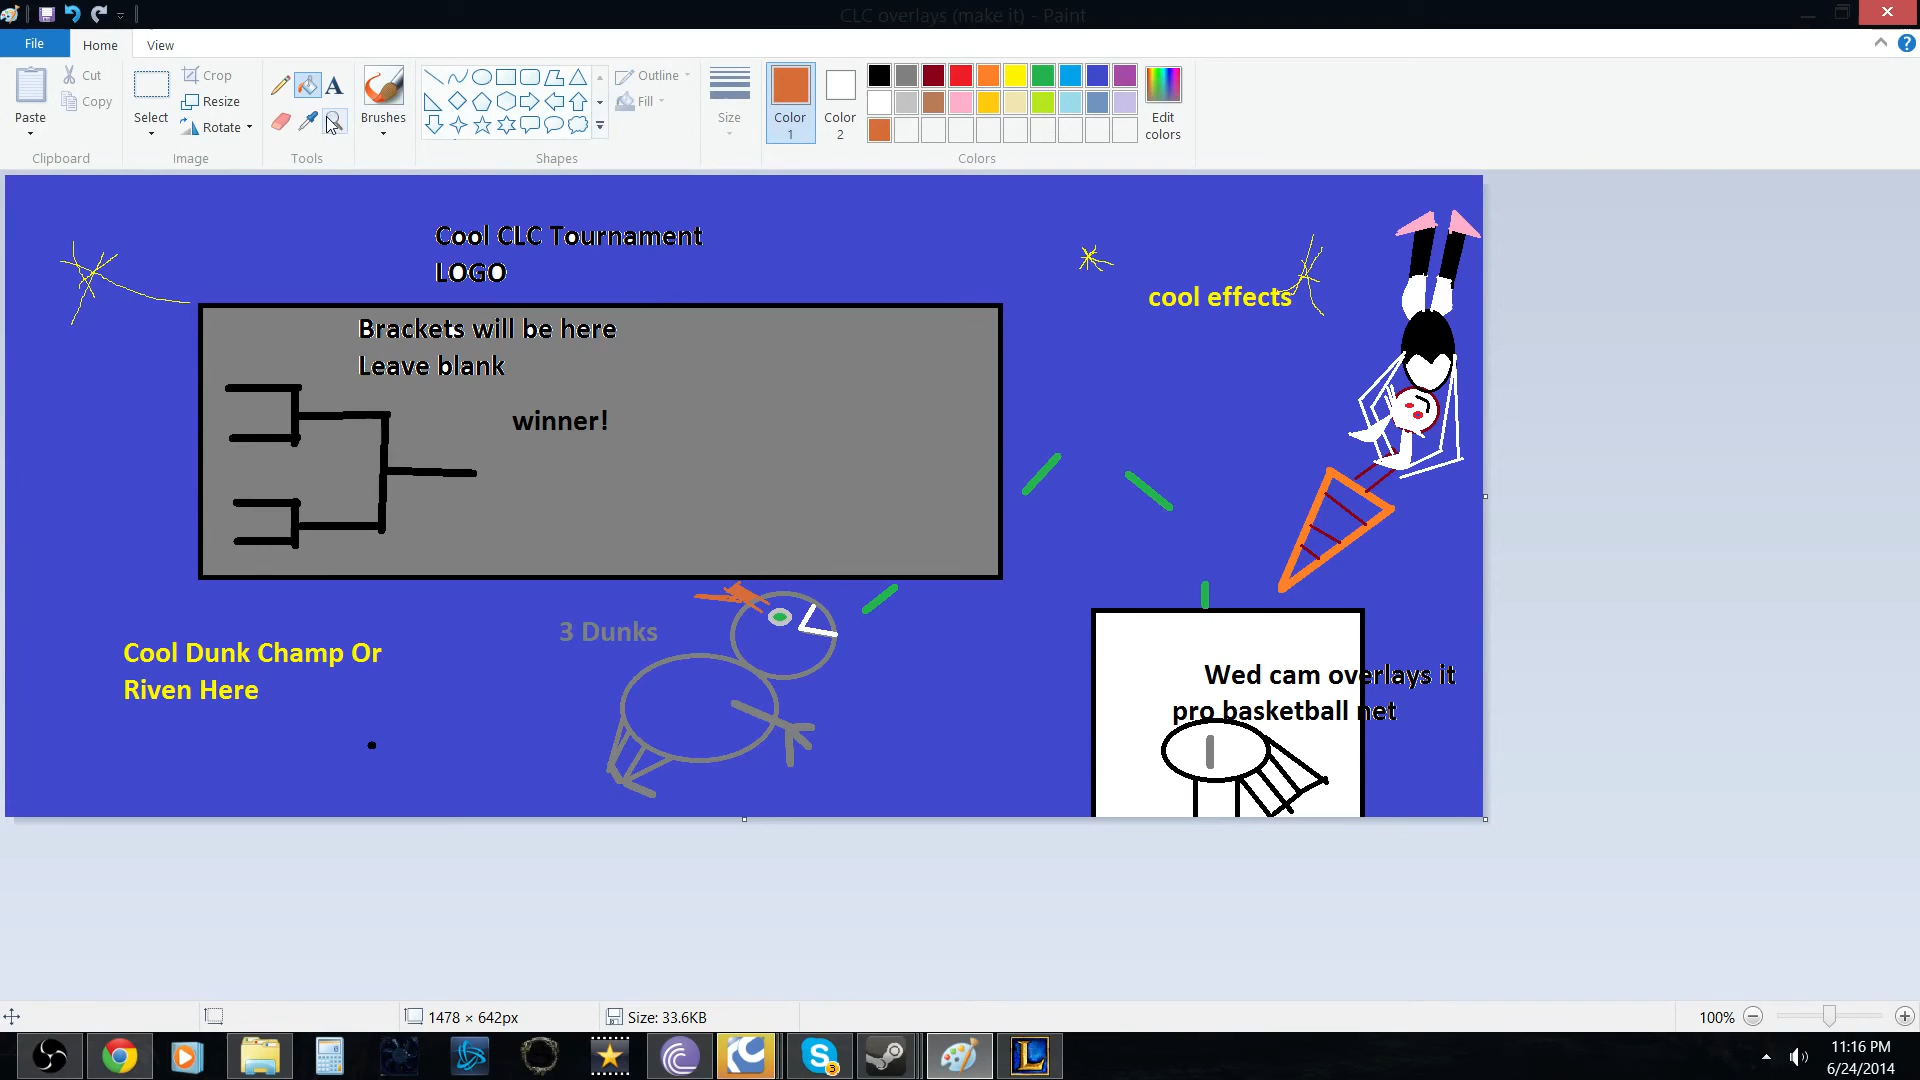 CLC overlays (make it) - Paint
File
Home
View
Paste
Cut
Copy
Clipboard
Select
Crop
Resize
Rotate
Image
A
Tools
Brushes
Shapes
Outline
Fill
Size
Color
1
Color
2
Edit
colors
Colors
Cool CLC Tournament
LOGO
Brackets will be here
Leave blank
winner!
cool effects
3 Dunks
Cool Dunk Champ Or
Riven Here
Wed cam overlays it
pro basketball net
1478 × 642px
Size: 33.6KB
100%
3
L
11:16 PM
6/24/2014